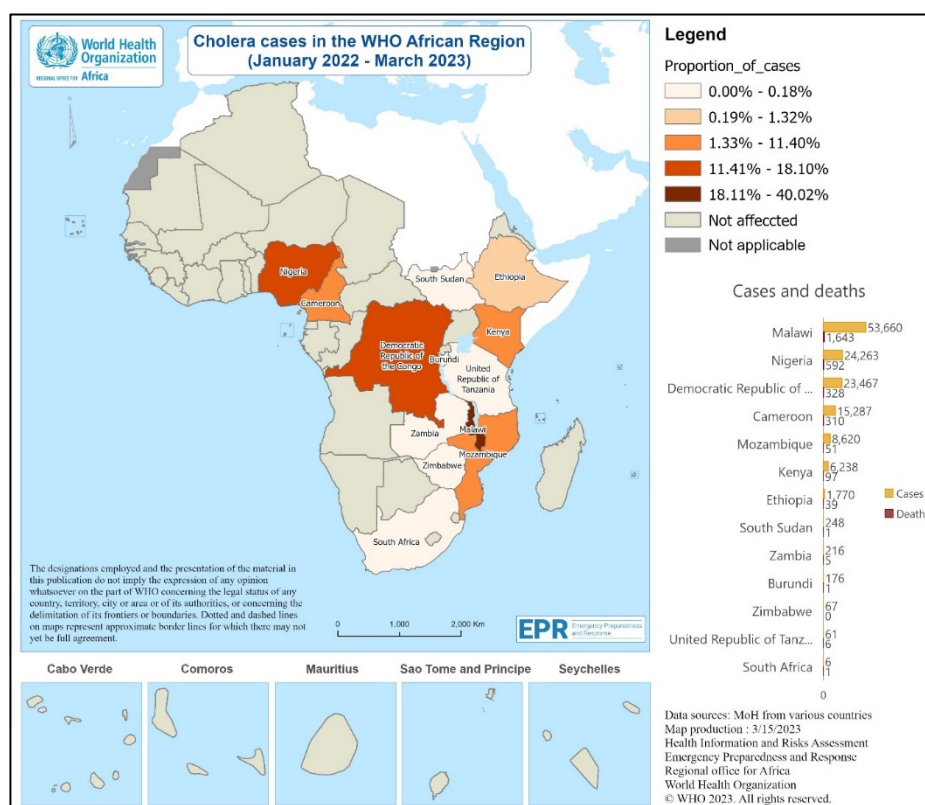 World Health
Organization
REGIONAL OFFICE FOR Africa
Cholera cases in the WHO African Region
(January 2022 - March 2023)
Nigeria
Cameroon
South Sudan
Ethiopia
Kenya
Democratic
Republic of
the Congo
Burundi
United
Republic of
Tanzania
Zambia
Malawi
Mozambique
Zimbabwe
South Africa
The designations employed and the presentation of the material in
this publication do not imply the expression of any opinion
whatsoever on the part of WHO concerning the legal status of any
country, territory, city or area or of its authorities, or concerning the
delimitation of its frontiers or boundaries. Dotted and dashed lines
on maps represent approximate border lines for which there may not
yet be full agreement.
0 1,000 2,000 Km
EPR Emergency Preparedness
and Response
Cabo Verde
Comoros
Mauritius
Sao Tome and Principe
Seychelles
Legend
Proportion_of_cases
0.00% - 0.18%
0.19% - 1.32%
1.33% - 11.40%
11.41% - 18.10%
18.11% - 40.02%
Not affeccted
Not applicable
Cases and deaths
Malawi 53,660
1,643
Nigeria 24,263
592
Democratic Republic of ... 23,467
328
Cameroon 15,287
310
Mozambique 8,620
51
Kenya 6,238
97
Ethiopia 1,770
39
South Sudan 248
1
Zambia 216
5
Burundi 176
1
Zimbabwe 67
0
United Republic of Tanz... 61
6
South Africa 6
1
0
Cases
Death
Data sources: MoH from various countries
Map production : 3/15/2023
Health Information and Risks Assessment
Emergency Preparedness and Response
Regional office for Africa
World Health Organization
© WHO 2023. All rights reserved.